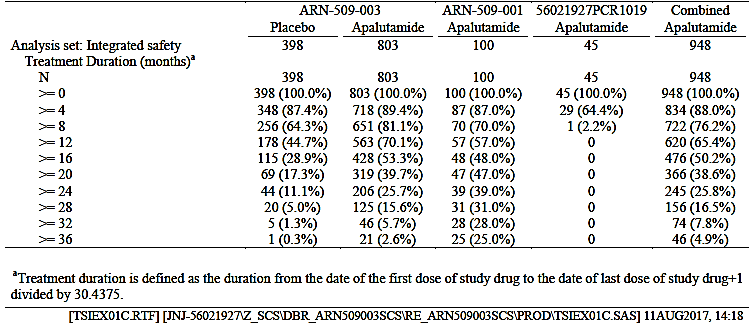 ARN-509-003 ARN-509-001 56021927PCR1019 Combined
Placebo Apalutamide Apalutamide Apalutamide Apalutamide
Analysis set: Integrated safety 398 803 100 45 948
Treatment Duration (months)a
N 398 803 100 45 948
>= 0 398 (100.0%) 803 (100.0%) 100 (100.0%) 45 (100.0%) 948 (100.0%)
>= 4 348 (87.4%) 718 (89.4%) 87 (87.0%) 29 (64.4%) 834 (88.0%)
>= 8 256 (64.3%) 651 (81.1%) 70 (70.0%) 1 (2.2%) 722 (76.2%)
>= 12 178 (44.7%) 563 (70.1%) 57 (57.0%) 0 620 (65.4%)
>= 16 115 (28.9%) 428 (53.3%) 48 (48.0%) 0 476 (50.2%)
>= 20 69 (17.3%) 319 (39.7%) 47 (47.0%) 0 366 (38.6%)
>= 24 44 (11.1%) 206 (25.7%) 39 (39.0%) 0 245 (25.8%)
>= 28 20 (5.0%) 125 (15.6%) 31 (31.0%) 0 156 (16.5%)
>= 32 5 (1.3%) 46 (5.7%) 28 (28.0%) 0 74 (7.8%)
>= 36 1 (0.3%) 21 (2.6%) 25 (25.0%) 0 46 (4.9%)
aTreatment duration is defined as the duration from the date of the first dose of study drug to the date of last dose of study drug+1
divided by 30.4375.
[TSIEX01C.RTF] [JNJ-56021927\Z_SCS\DBR_ARN509003SCS\RE_ARN509003SCS\PROD\TSIEX01C.SAS] 11AUG2017, 14:18